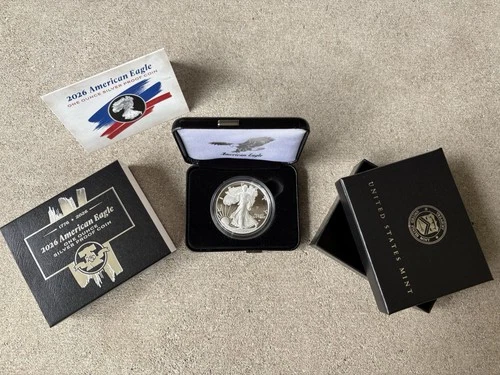 2026 American Eagle
ONE OUNCE SILVER PROOF COIN
American Eagle
1776 ★ 2026
2026 American Eagle
ONE OUNCE
SILVER PROOF COIN
UNITED STATES MINT